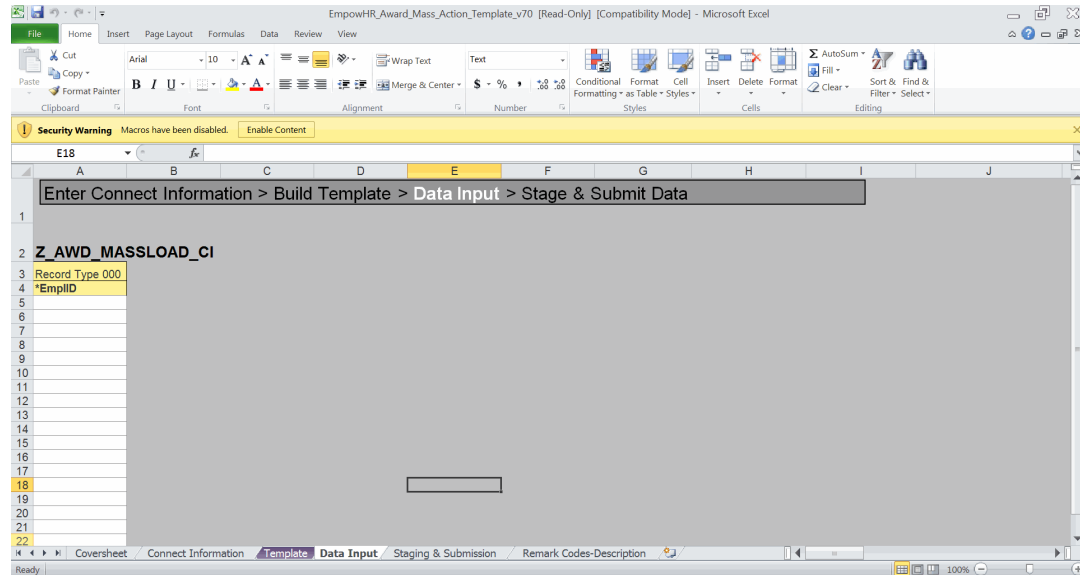 EmpowHR_Award_Mass_Action_Template_v70 [Read-Only] [Compatibility Mode] - Microsoft Excel
File Home Insert Page Layout Formulas Data Review View
Cut
Copy
Format Painter
Paste
Clipboard
Arial 10
B I U
Font
Wrap Text
Merge & Center
Alignment
Text
$ % , .00 .00
Number
Conditional Formatting
Format as Table
Cell Styles
Styles
Insert Delete Format
Cells
Σ AutoSum
Fill
Clear
Sort & Filter
Find & Select
Editing
Security Warning Macros have been disabled. Enable Content
E18 fx
A B C D E F G H I J
Enter Connect Information > Build Template > Data Input > Stage & Submit Data
1
2 Z_AWD_MASSLOAD_CI
3 Record Type 000
4 *EmplID
5
6
7
8
9
10
11
12
13
14
15
16
17
18
19
20
21
22
Coversheet Connect Information Template Data Input Staging & Submission Remark Codes-Description
Ready 100%